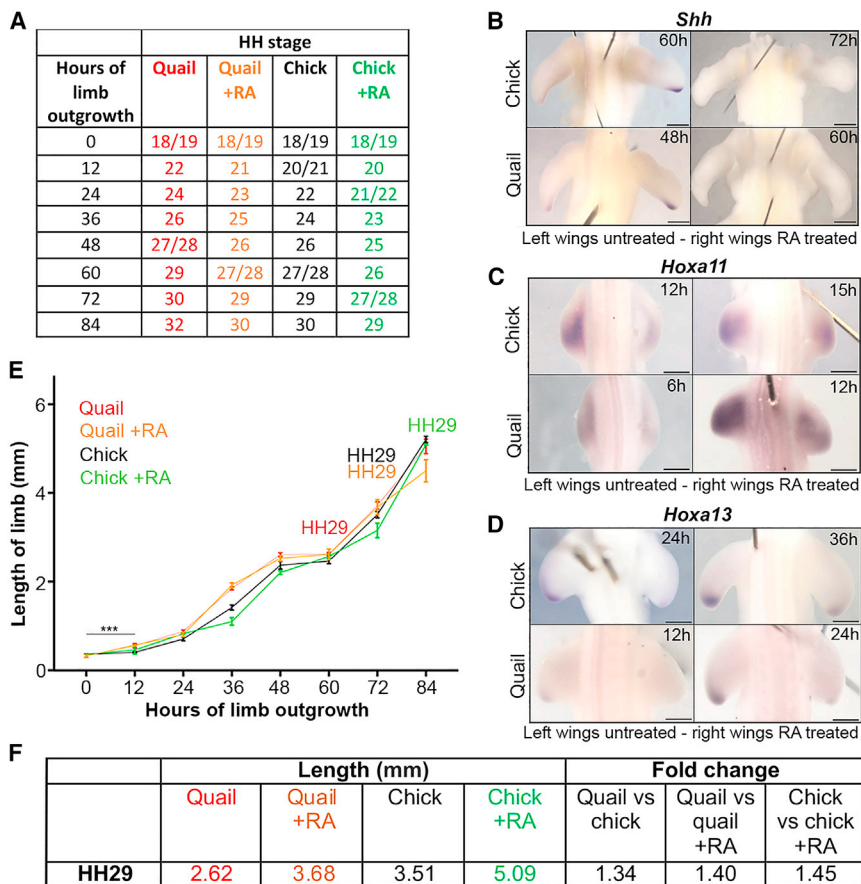 A
HH stage
Hours of limb outgrowth Quail Quail +RA Chick Chick +RA
0 18/19 18/19 18/19 18/19
12 22 21 20/21 20
24 24 23 22 21/22
36 26 25 24 23
48 27/28 26 26 25
60 29 27/28 27/28 26
72 30 29 29 27/28
84 32 30 30 29
B
Shh
Chick
60h
72h
Quail
48h
60h
Left wings untreated - right wings RA treated
C
Hoxa11
Chick
12h
15h
Quail
6h
12h
Left wings untreated - right wings RA treated
D
Hoxa13
Chick
24h
36h
Quail
12h
24h
Left wings untreated - right wings RA treated
E
Length of limb (mm)
6
4
2
0
Quail
Quail +RA
Chick
Chick +RA
***
HH29
HH29
HH29
HH29
0 12 24 36 48 60 72 84
Hours of limb outgrowth
F
Length (mm) Fold change
Quail Quail +RA Chick Chick +RA Quail vs chick Quail vs quail +RA Chick vs chick +RA
HH29 2.62 3.68 3.51 5.09 1.34 1.40 1.45